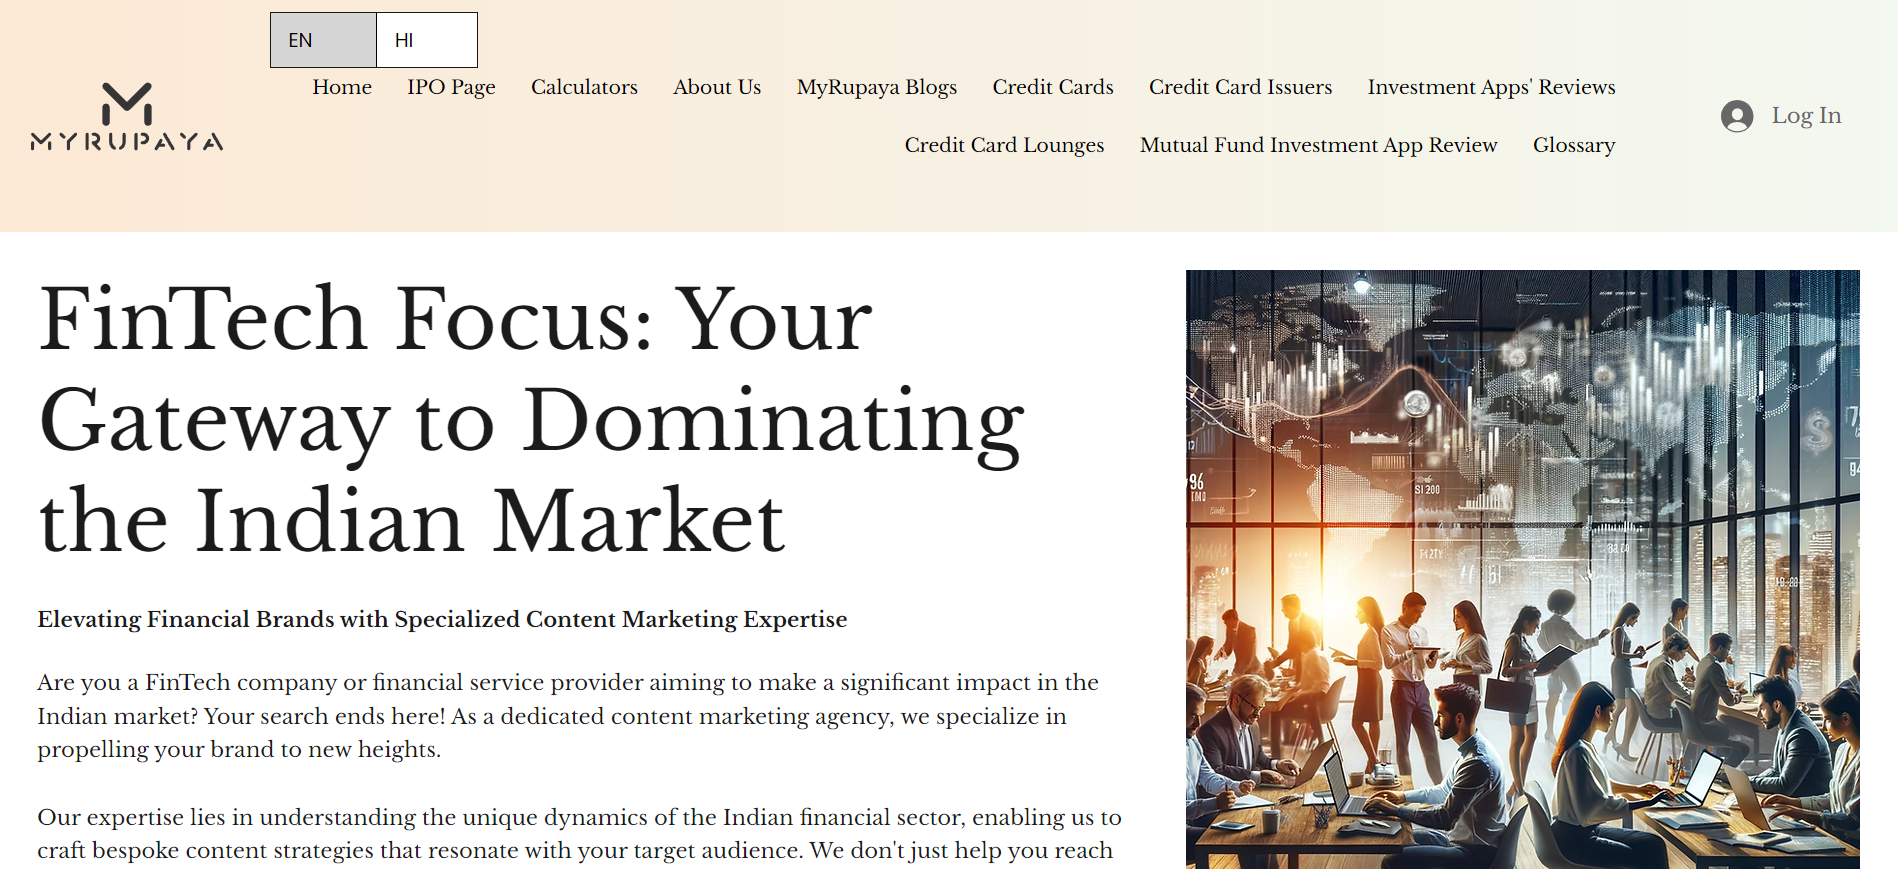 EN HI
MYRUPAYA
Home IPO Page Calculators About Us MyRupaya Blogs Credit Cards Credit Card Issuers Investment Apps' Reviews
Log In
Credit Card Lounges Mutual Fund Investment App Review Glossary
FinTech Focus: Your
Gateway to Dominating
the Indian Market
Elevating Financial Brands with Specialized Content Marketing Expertise
Are you a FinTech company or financial service provider aiming to make a significant impact in the
Indian market? Your search ends here! As a dedicated content marketing agency, we specialize in
propelling your brand to new heights.
Our expertise lies in understanding the unique dynamics of the Indian financial sector, enabling us to
craft bespoke content strategies that resonate with your target audience. We don't just help you reach
96
SI 200